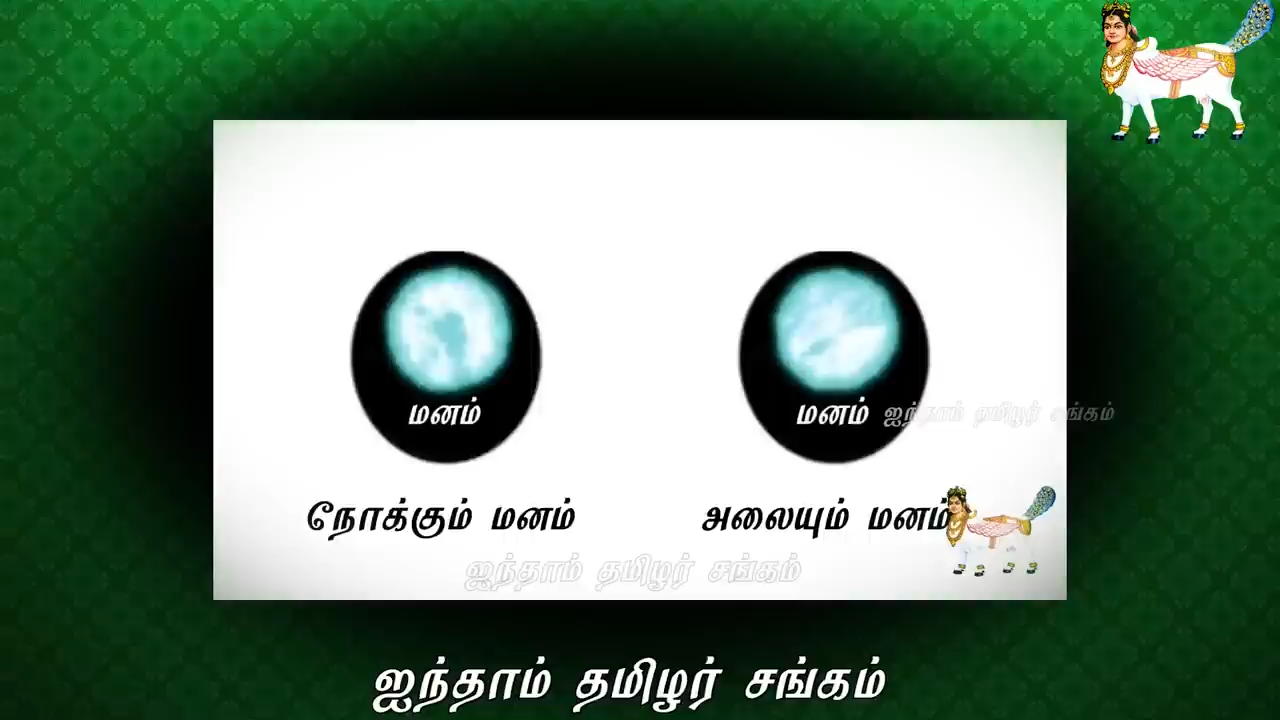 மனம்
மனம் ஐந்தாம் தமிழர் சங்கம்
நோக்கும் மனம்
அலையும் மனம்
ஐந்தாம் தமிழர் சங்கம்
ஐந்தாம் தமிழர் சங்கம்